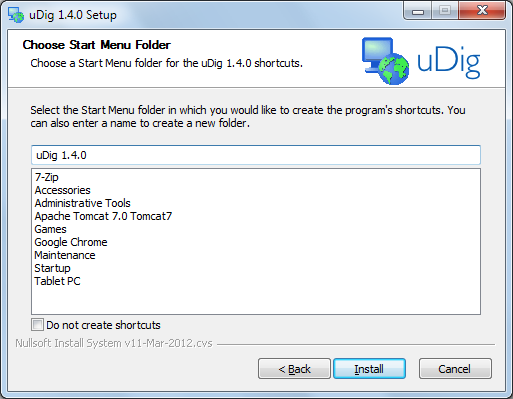 uDig 1.4.0 Setup
Choose Start Menu Folder
Choose a Start Menu folder for the uDig 1.4.0 shortcuts.
uDig
Select the Start Menu folder in which you would like to create the program's shortcuts. You
can also enter a name to create a new folder.
uDig 1.4.0
7-Zip
Accessories
Administrative Tools
Apache Tomcat 7.0 Tomcat7
Games
Google Chrome
Maintenance
Startup
Tablet PC
Do not create shortcuts
Nullsoft Install System v11-Mar-2012.cvs
< Back Install Cancel